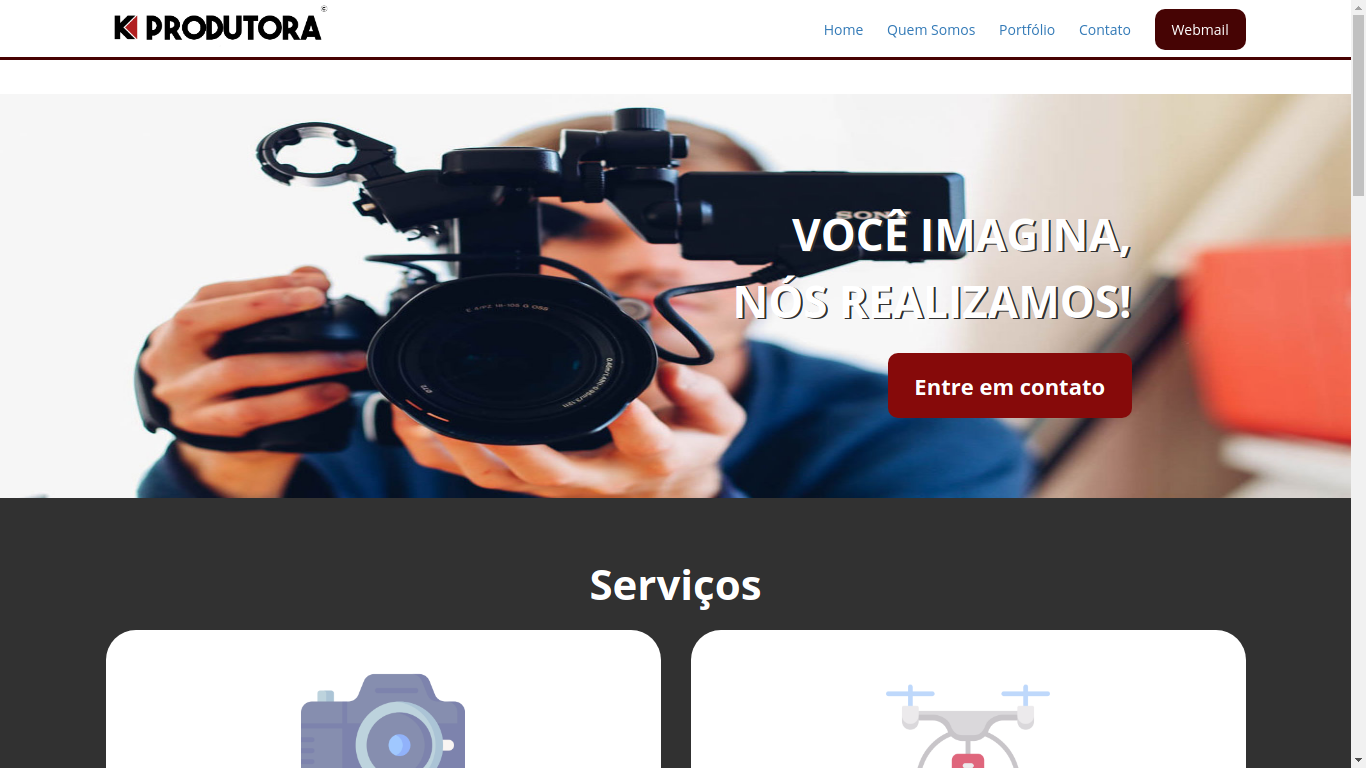 K PRODUTORA ©
Home Quem Somos Portfólio Contato Webmail
SONY
VOCÊ IMAGINA,
NÓS REALIZAMOS!
Entre em contato
Serviços